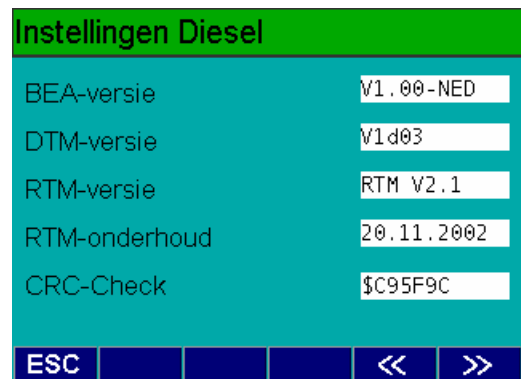 Instellingen Diesel
BEA-versie V1.00-NED
DTM-versie V1d03
RTM-versie RTM V2.1
RTM-onderhoud 20.11.2002
CRC-Check $C95F9C
ESC << >>